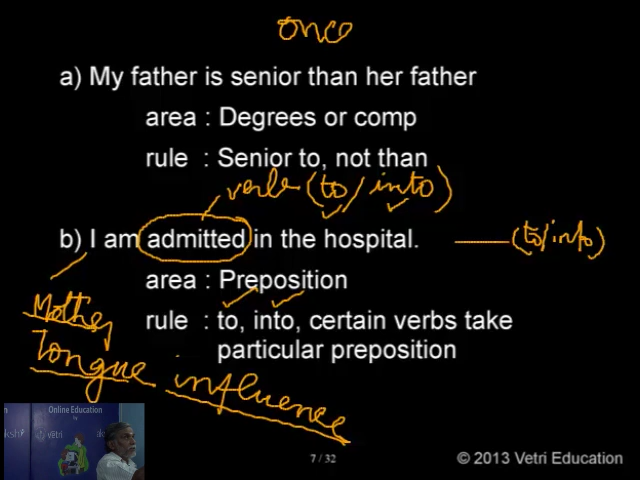 once
a) My father is senior than her father
area : Degrees or comp
rule : Senior to, not than
verbs (to/into)
b) I am admitted in the hospital. (to/into)
area : Preposition
rule : to, into, certain verbs take
particular preposition
Mother
Tongue influence
Online Education
by
vetri
7 / 32
© 2013 Vetri Education